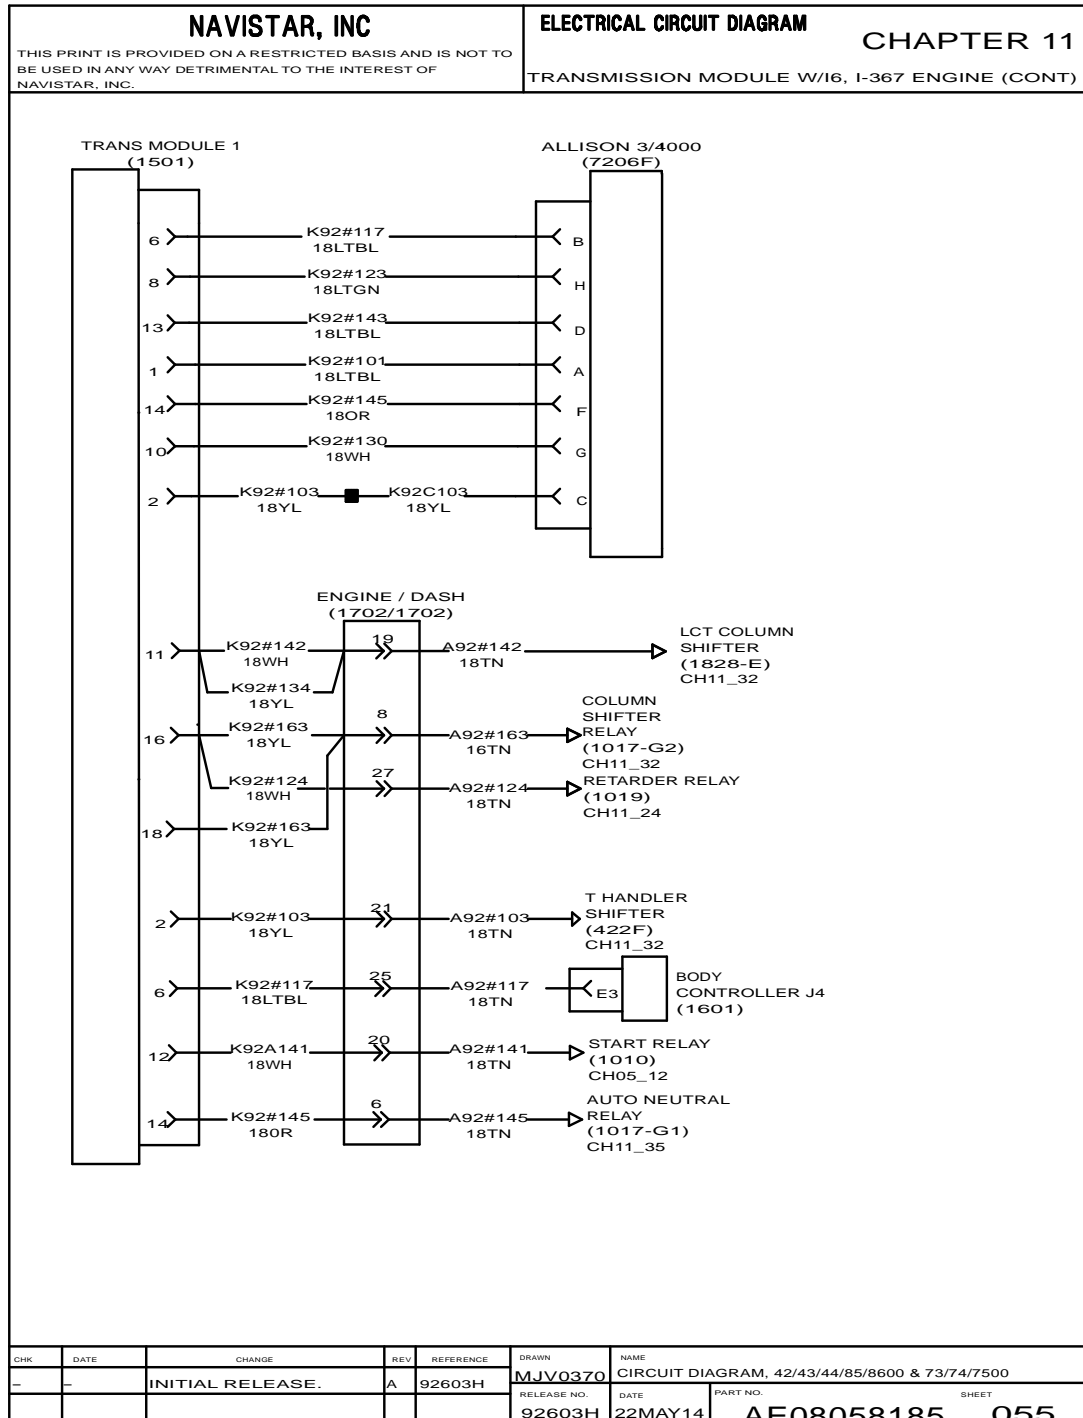 NAVISTAR, INC
THIS PRINT IS PROVIDED ON A RESTRICTED BASIS AND IS NOT TO
BE USED IN ANY WAY DETRIMENTAL TO THE INTEREST OF
NAVISTAR, INC.
ELECTRICAL CIRCUIT DIAGRAM
CHAPTER 11
TRANSMISSION MODULE W/I6, I-367 ENGINE (CONT)
TRANS MODULE 1
(1501)
ALLISON 3/4000
(7206F)
6 K92#117 B
18LTBL
8 K92#123 H
18LTGN
13 K92#143 D
18LTBL
1 K92#101 A
18LTBL
14 K92#145 F
18OR
10 K92#130 G
18WH
2 K92#103 K92C103 C
18YL 18YL
ENGINE / DASH
(1702/1702)
11 K92#142 19 A92#142
18WH 18TN
LCT COLUMN
SHIFTER
(1828-E)
CH11_32
K92#134
18YL
16 K92#163 8 A92#163
18YL 16TN
COLUMN
SHIFTER
RELAY
(1017-G2)
CH11_32
K92#124 27 A92#124
18WH 18TN
RETARDER RELAY
(1019)
CH11_24
18 K92#163
18YL
2 K92#103 21 A92#103
18YL 18TN
T HANDLER
SHIFTER
(422F)
CH11_32
6 K92#117 25 A92#117 E3
18LTBL 18TN
BODY
CONTROLLER J4
(1601)
12 K92A141 20 A92#141
18WH 18TN
START RELAY
(1010)
CH05_12
14 K92#145 6 A92#145
180R 18TN
AUTO NEUTRAL
RELAY
(1017-G1)
CH11_35
CHK DATE CHANGE REV REFERENCE DRAWN NAME
– – INITIAL RELEASE. A 92603H MJV0370 CIRCUIT DIAGRAM, 42/43/44/85/8600 & 73/74/7500
RELEASE NO. DATE PART NO. SHEET
92603H 22MAY14 AE08058185 055